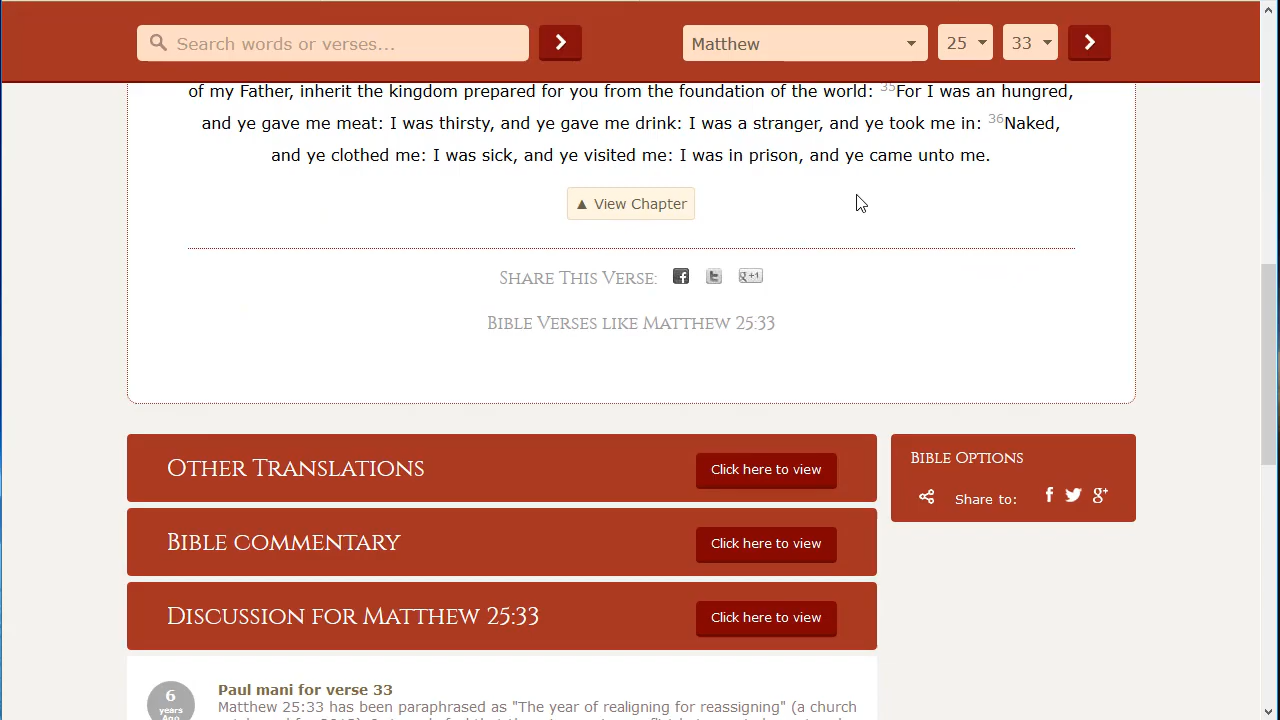 Search words or verses...
Matthew 25 33
of my Father, inherit the kingdom prepared for you from the foundation of the world: 35For I was an hungred,
and ye gave me meat: I was thirsty, and ye gave me drink: I was a stranger, and ye took me in: 36Naked,
and ye clothed me: I was sick, and ye visited me: I was in prison, and ye came unto me.
▲ View Chapter
Share This Verse:
g+1
Bible Verses like Matthew 25:33
Other Translations
Click here to view
Bible Options
Share to:
Bible commentary
Click here to view
Discussion for Matthew 25:33
Click here to view
6
years
Ago
Paul mani for verse 33
Matthew 25:33 has been paraphrased as "The year of realigning for reassigning" (a church